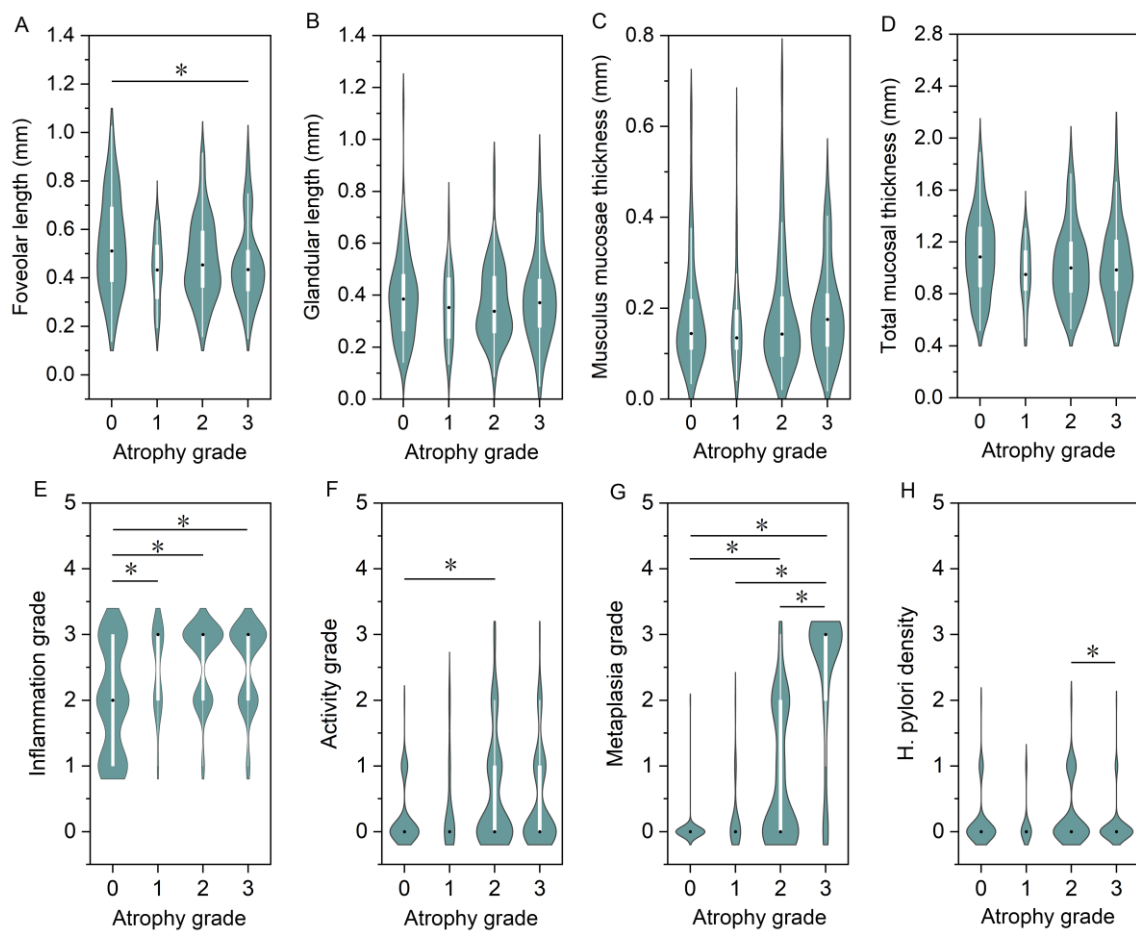 A
Foveolar length (mm)
1.4
1.2
1.0
0.8
0.6
0.4
0.2
0.0
*
0 1 2 3
Atrophy grade
B
Glandular length (mm)
1.4
1.2
1.0
0.8
0.6
0.4
0.2
0.0
0 1 2 3
Atrophy grade
C
Musculus mucosae thickness (mm)
0.8
0.6
0.4
0.2
0.0
0 1 2 3
Atrophy grade
D
Total mucosal thickness (mm)
2.8
2.4
2.0
1.6
1.2
0.8
0.4
0.0
0 1 2 3
Atrophy grade
E
Inflammation grade
5
4
3
2
1
0
*
*
*
0 1 2 3
Atrophy grade
F
Activity grade
5
4
3
2
1
0
*
0 1 2 3
Atrophy grade
G
Metaplasia grade
5
4
3
2
1
0
*
*
*
*
0 1 2 3
Atrophy grade
H
H. pylori density
5
4
3
2
1
0
*
0 1 2 3
Atrophy grade